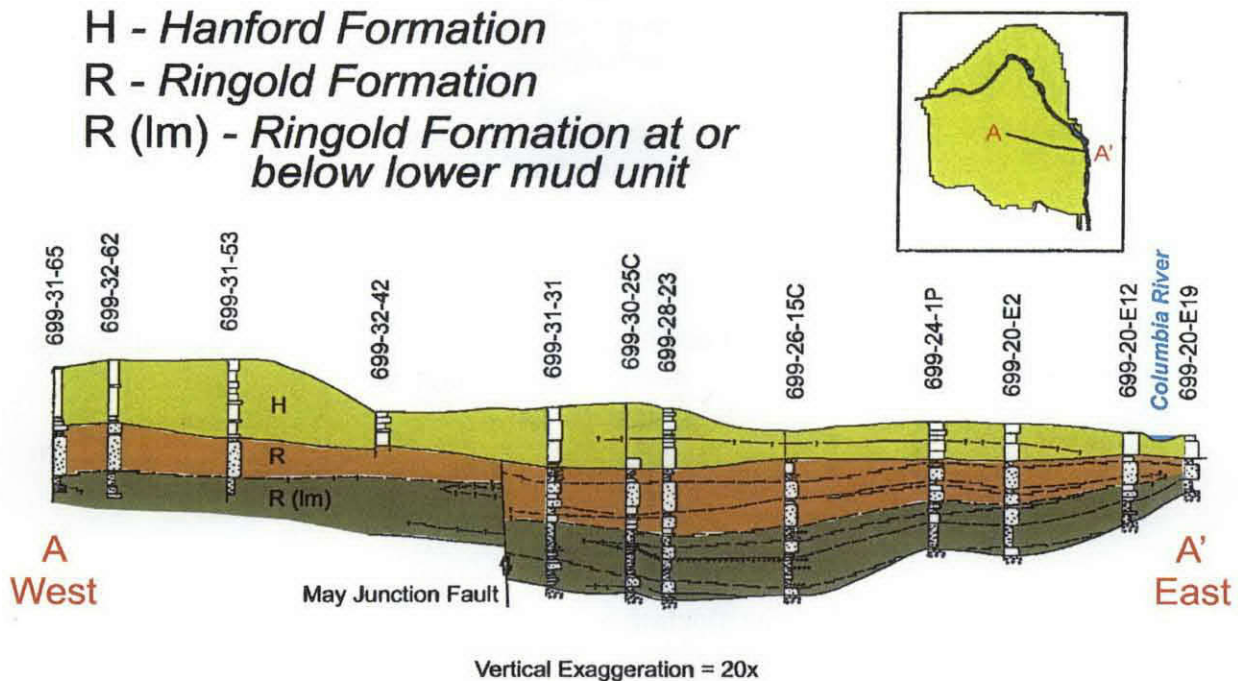 H - Hanford Formation
R - Ringold Formation
R (lm) - Ringold Formation at or
below lower mud unit
A
A'
699-31-65
699-32-62
699-31-53
699-32-42
699-31-31
699-30-25C
699-28-23
699-26-15C
699-24-1P
699-20-E2
699-20-E12
Columbia River
699-20-E19
H
R
R (lm)
A
West
May Junction Fault
A'
East
Vertical Exaggeration = 20x